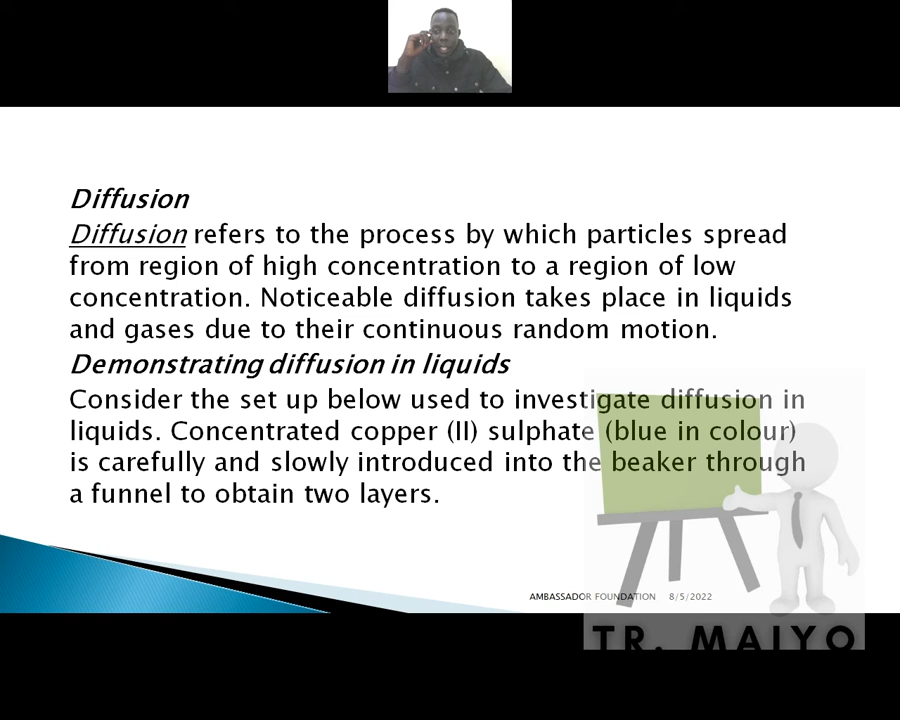 Diffusion
Diffusion refers to the process by which particles spread
from region of high concentration to a region of low
concentration. Noticeable diffusion takes place in liquids
and gases due to their continuous random motion.
Demonstrating diffusion in liquids
Consider the set up below used to investigate diffusion in
liquids. Concentrated copper (II) sulphate (blue in colour)
is carefully and slowly introduced into the beaker through
a funnel to obtain two layers.
AMBASSADOR FOUNDATION 8/5/2022
TR. MAIYO